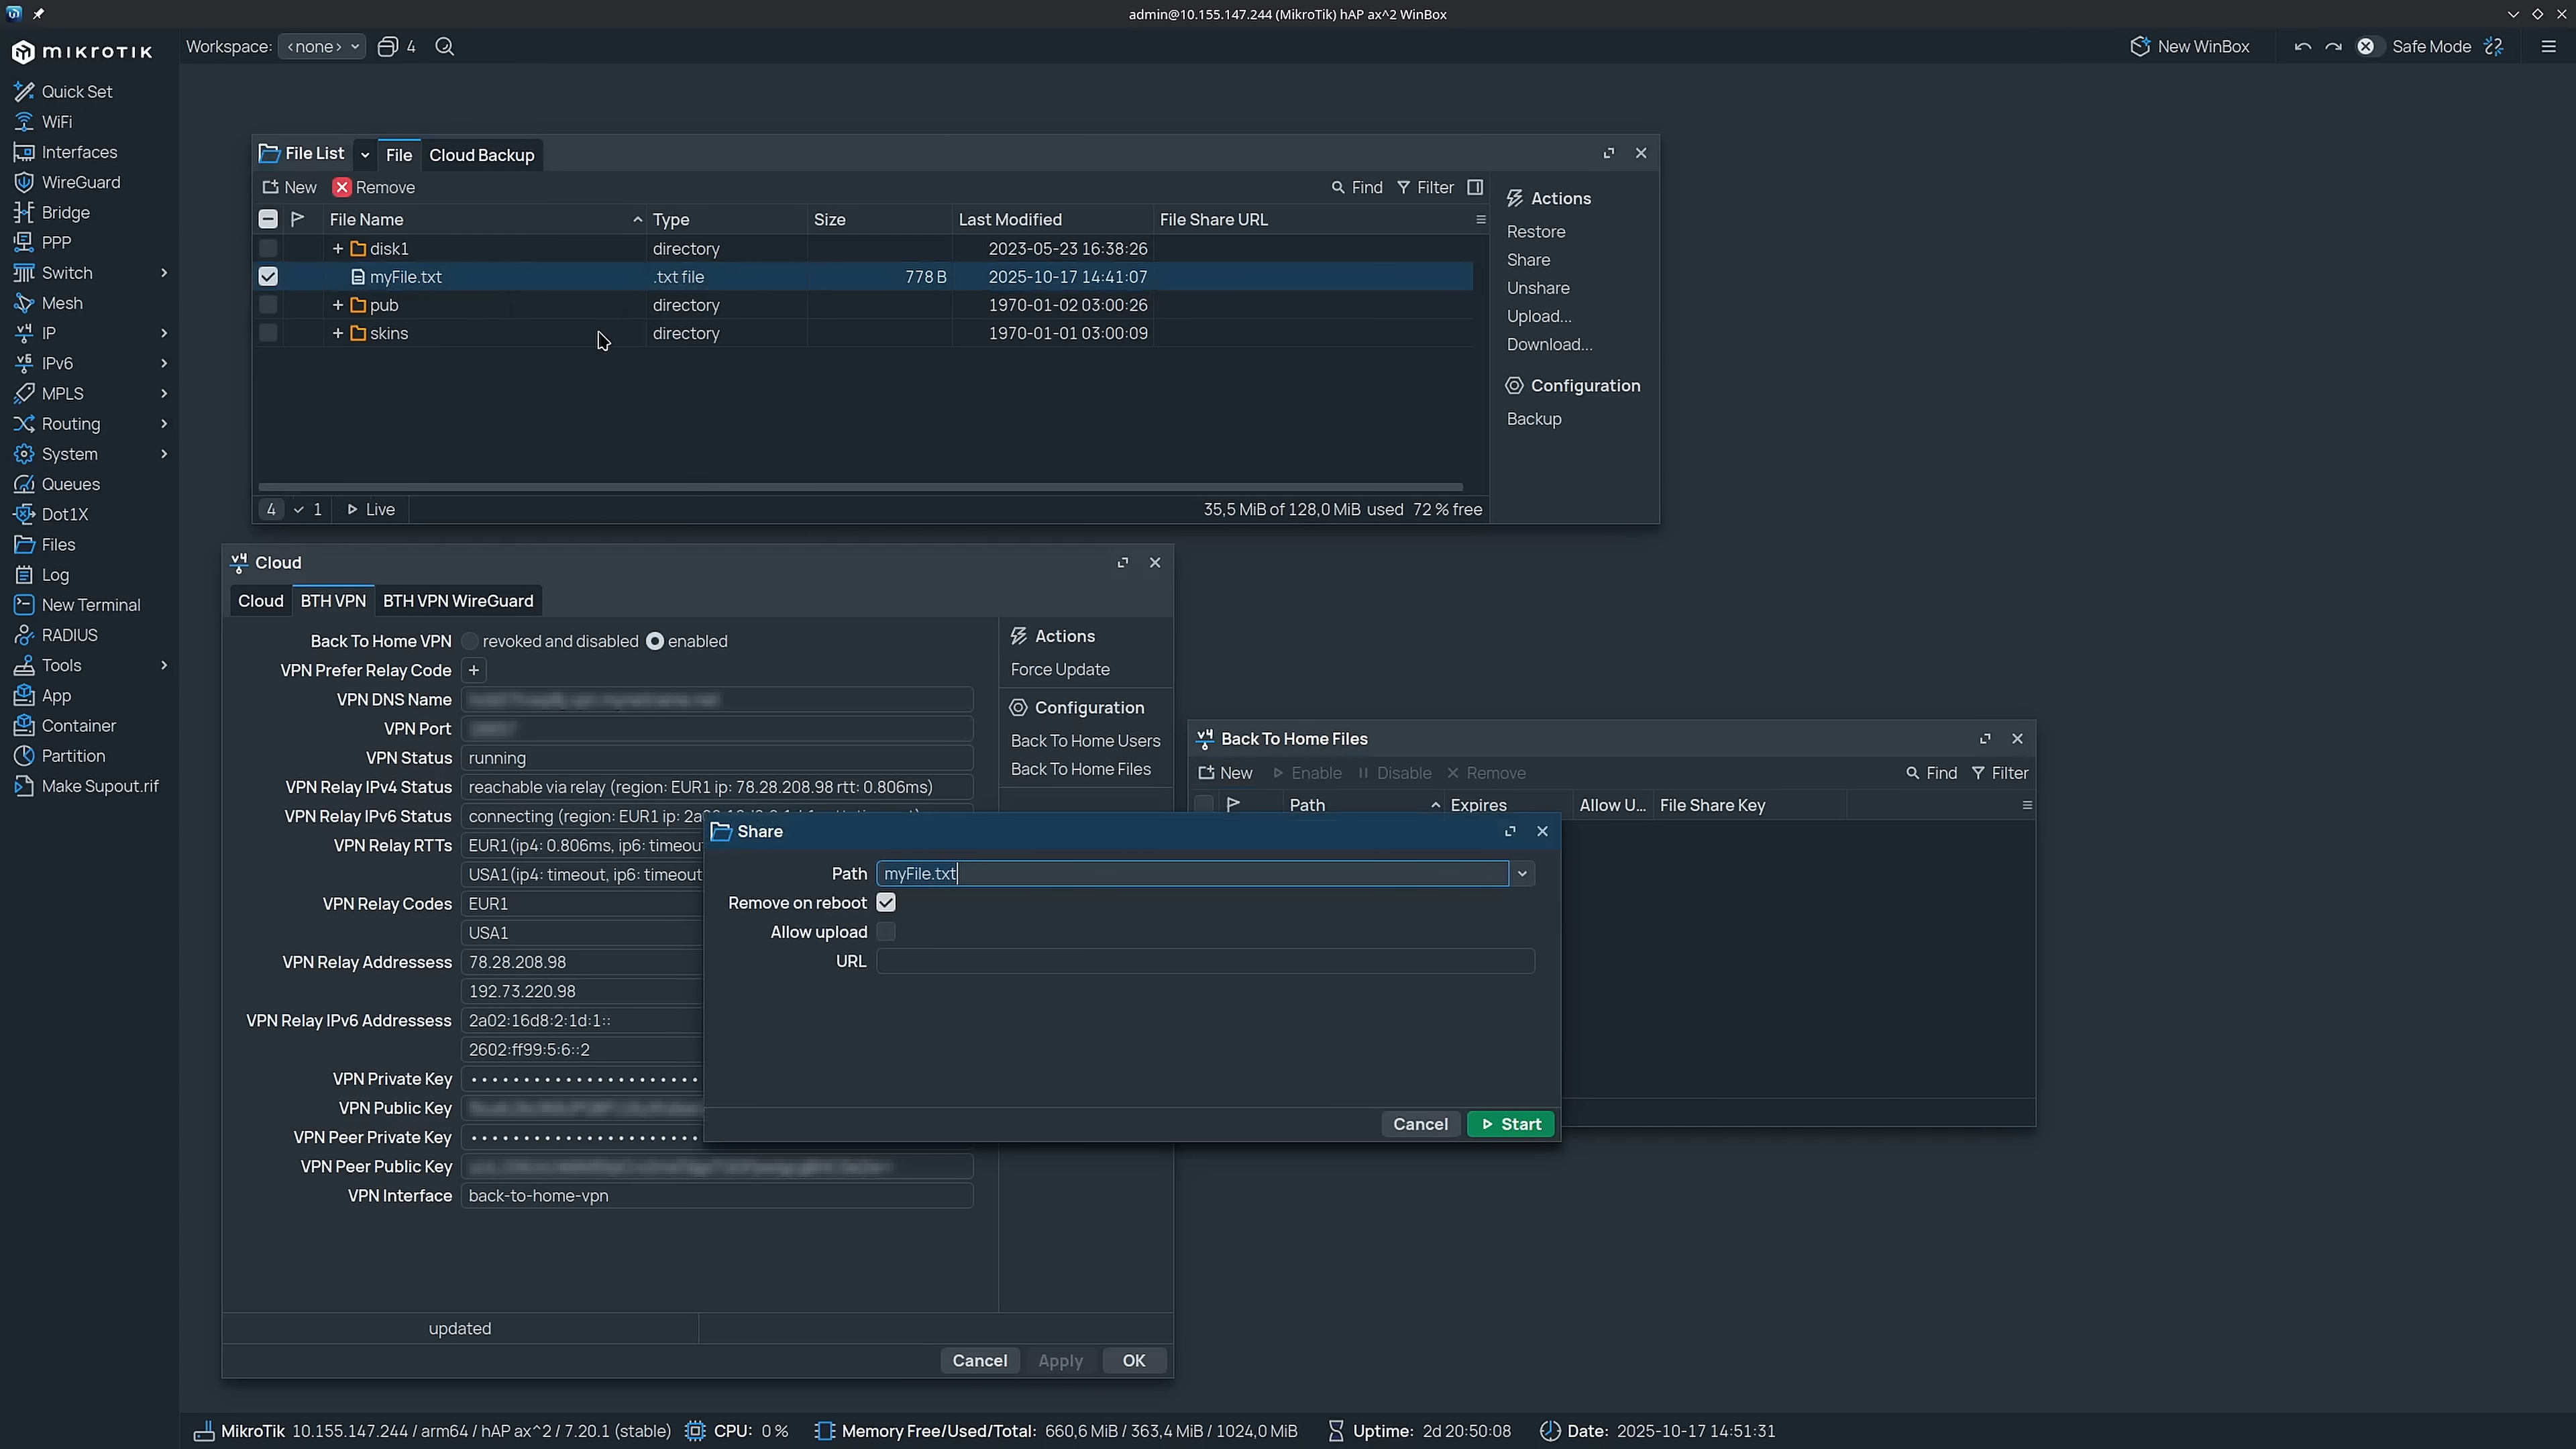 admin@10.155.147.244 (MikroTik) hAP ax^2 WinBox
MIKROTIK
Workspace: <none> 4
New WinBox Safe Mode
Quick Set
WiFi
Interfaces
WireGuard
Bridge
PPP
Switch
Mesh
IP
IPv6
MPLS
Routing
System
Queues
Dot1X
Files
Log
New Terminal
RADIUS
Tools
App
Container
Partition
Make Supout.rif
File List File Cloud Backup
New Remove Find Filter
File Name Type Size Last Modified File Share URL
disk1 directory 2023-05-23 16:38:26
myFile.txt .txt file 778 B 2025-10-17 14:41:07
pub directory 1970-01-02 03:00:26
skins directory 1970-01-01 03:00:09
4 1 Live 35,5 MiB of 128,0 MiB used 72 % free
Actions
Restore
Share
Unshare
Upload...
Download...
Configuration
Backup
Cloud
Cloud BTH VPN BTH VPN WireGuard
Back To Home VPN revoked and disabled enabled
VPN Prefer Relay Code +
VPN DNS Name
VPN Port
VPN Status running
VPN Relay IPv4 Status reachable via relay (region: EUR1 ip: 78.28.208.98 rtt: 0.806ms)
VPN Relay IPv6 Status connecting (region: EUR1 ip:
VPN Relay RTTs EUR1(ip4: 0.806ms, ip6:
USA1(ip4: timeout, ip6: timeout
VPN Relay Codes EUR1
USA1
VPN Relay Addressess 78.28.208.98
192.73.220.98
VPN Relay IPv6 Addressess 2a02:16d8:2:1d:1::
2602:ff99:5:6::2
VPN Private Key
VPN Public Key
VPN Peer Private Key
VPN Peer Public Key
VPN Interface back-to-home-vpn
Actions
Force Update
Configuration
Back To Home Users
Back To Home Files
updated
Cancel Apply OK
Back To Home Files
New Enable Disable Remove Find Filter
Path Expires Allow U... File Share Key
Share
Path myFile.txt
Remove on reboot
Allow upload
URL
Cancel Start
MikroTik 10.155.147.244 / arm64 / hAP ax^2 / 7.20.1 (stable) CPU: 0 % Memory Free/Used/Total: 660,6 MiB / 363,4 MiB / 1024,0 MiB Uptime: 2d 20:50:08 Date: 2025-10-17 14:51:31